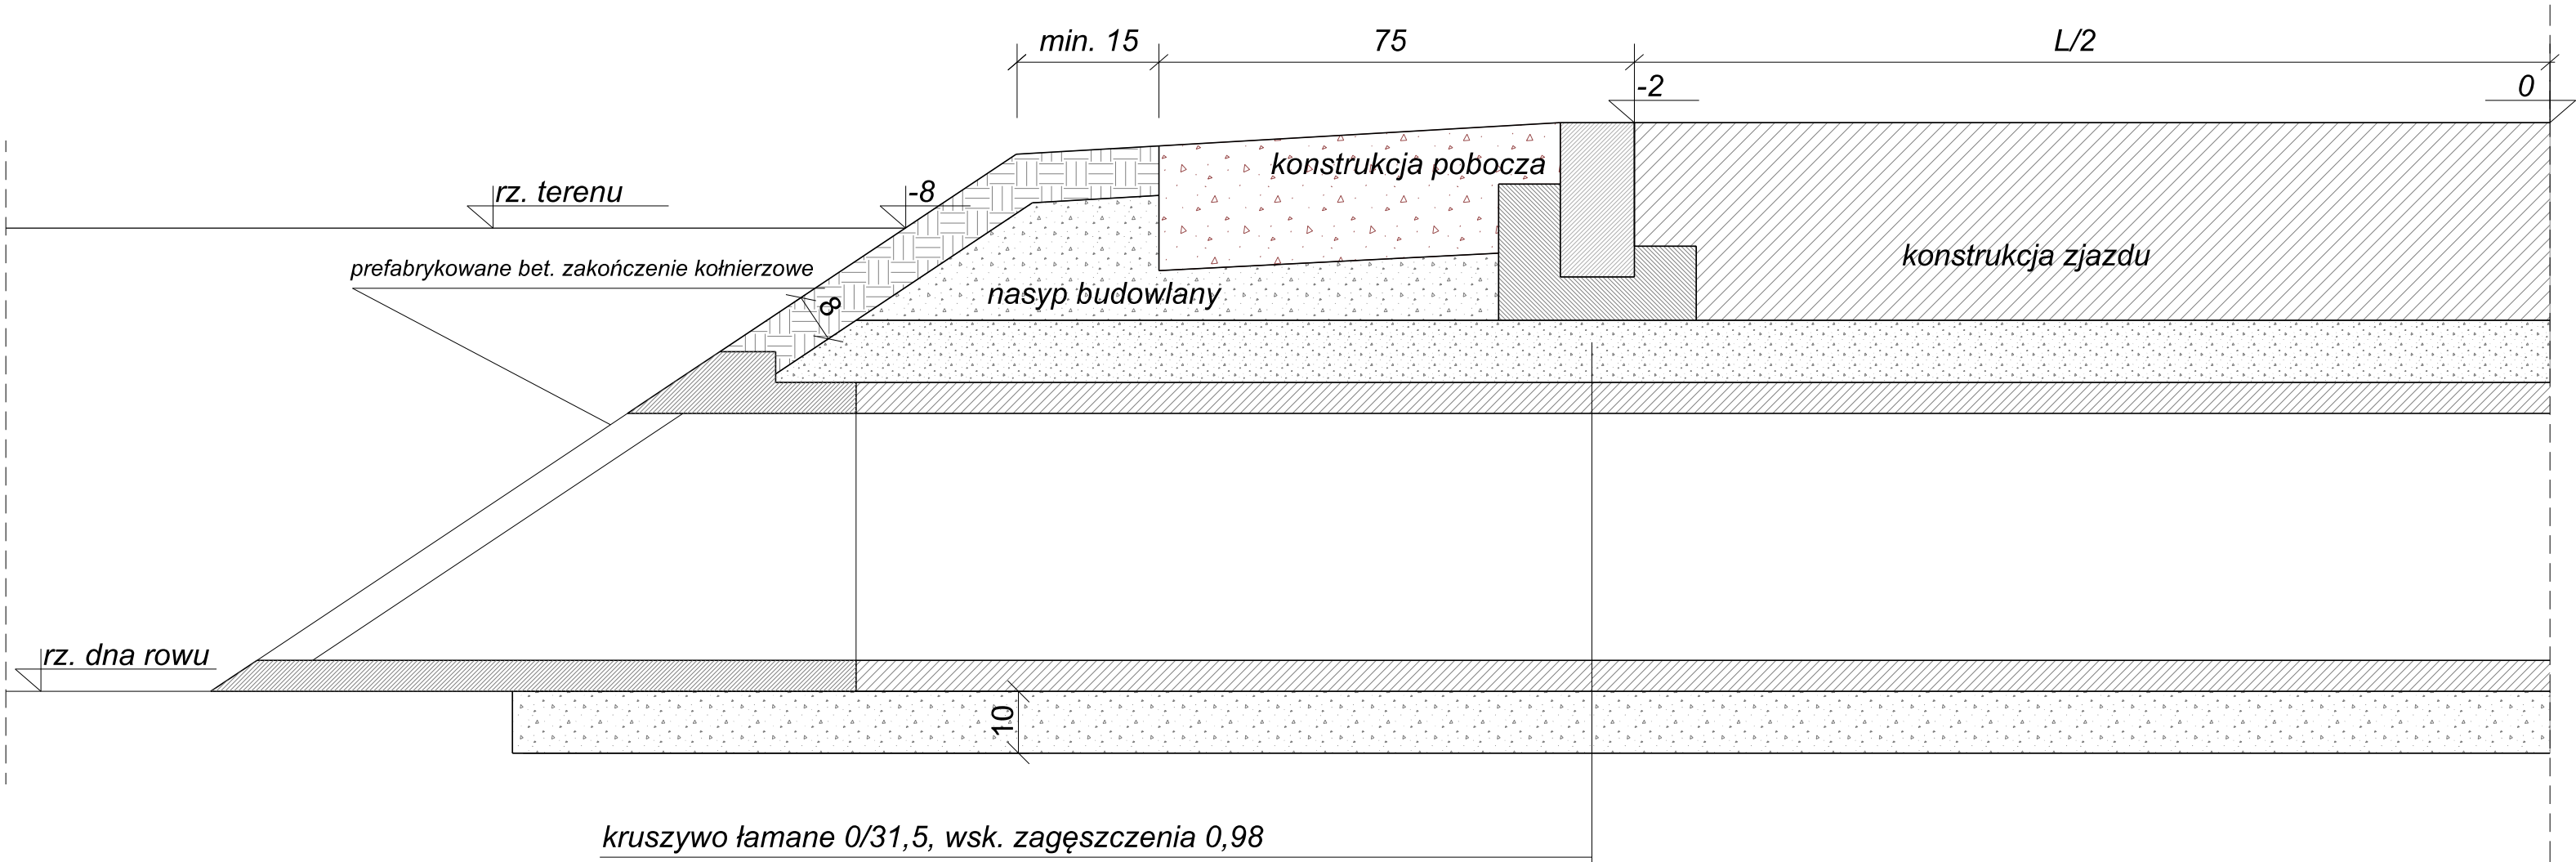 min. 15
75
L/2
-2
0
konstrukcja pobocza
rz. terenu
-8
konstrukcja zjazdu
prefabrykowane bet. zakończenie kołnierzowe
8
nasyp budowlany
rz. dna rowu
10
kruszywo łamane 0/31,5, wsk. zagęszczenia 0,98